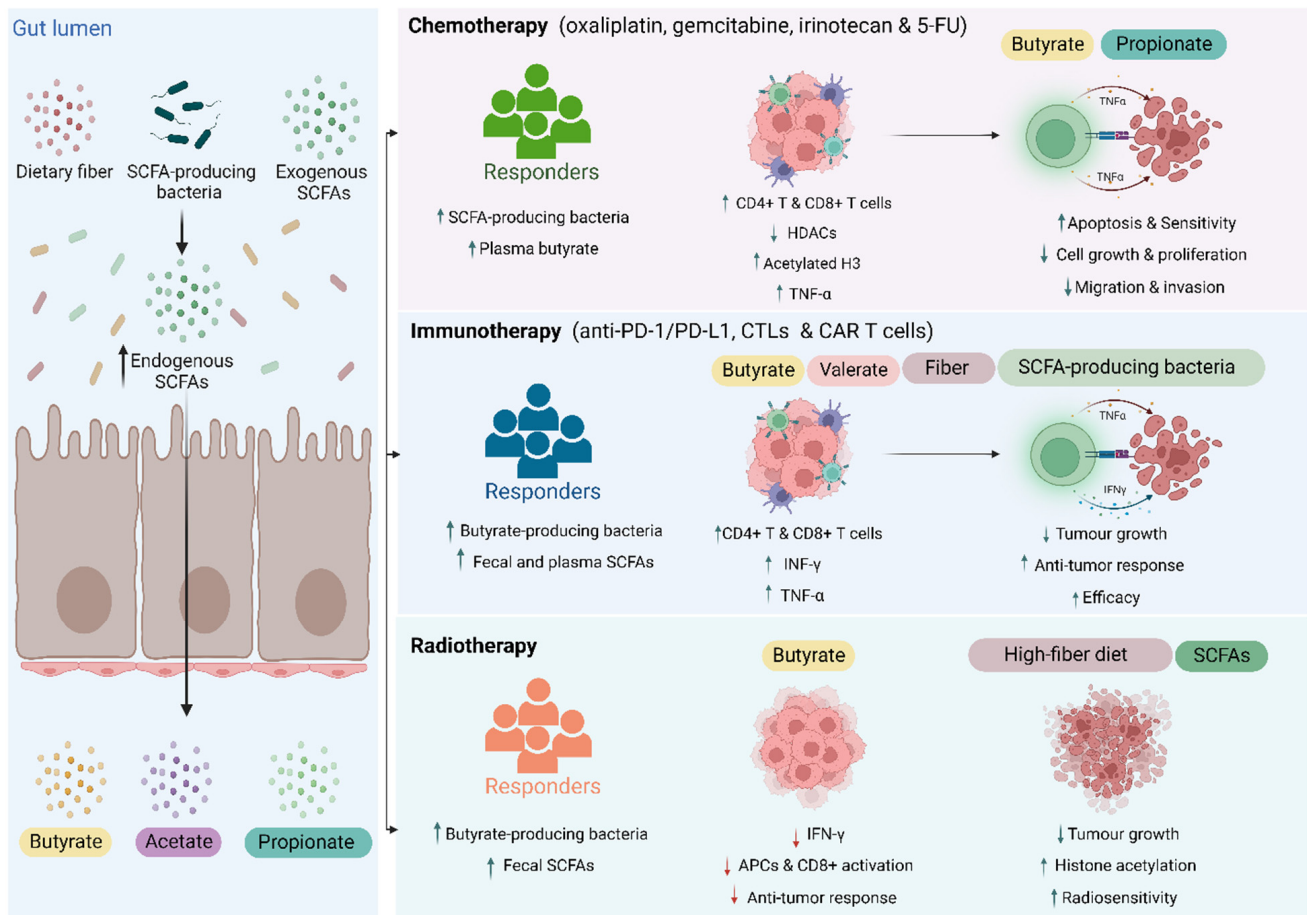 Gut lumen
Dietary fiber
SCFA-producing
bacteria
Exogenous
SCFAs
↑ Endogenous
SCFAs
Butyrate
Acetate
Propionate
Chemotherapy (oxaliplatin, gemcitabine, irinotecan & 5-FU)
Responders
↑ SCFA-producing bacteria
↑ Plasma butyrate
↑ CD4+ T & CD8+ T cells
↓ HDACs
↑ Acetylated H3
↑ TNF-α
Butyrate
Propionate
TNFα
TNFα
↑ Apoptosis & Sensitivity
↓ Cell growth & proliferation
↓ Migration & invasion
Immunotherapy (anti-PD-1/PD-L1, CTLs & CAR T cells)
Butyrate
Valerate
Fiber
SCFA-producing bacteria
Responders
↑ Butyrate-producing bacteria
↑ Fecal and plasma SCFAs
↑ CD4+ T & CD8+ T cells
↑ INF-γ
↑ TNF-α
TNFα
IFNγ
↓ Tumour growth
↑ Anti-tumor response
↑ Efficacy
Radiotherapy
Responders
↑ Butyrate-producing bacteria
↑ Fecal SCFAs
Butyrate
↓ IFN-γ
↓ APCs & CD8+ activation
↓ Anti-tumor response
High-fiber diet
SCFAs
↓ Tumour growth
↑ Histone acetylation
↑ Radiosensitivity